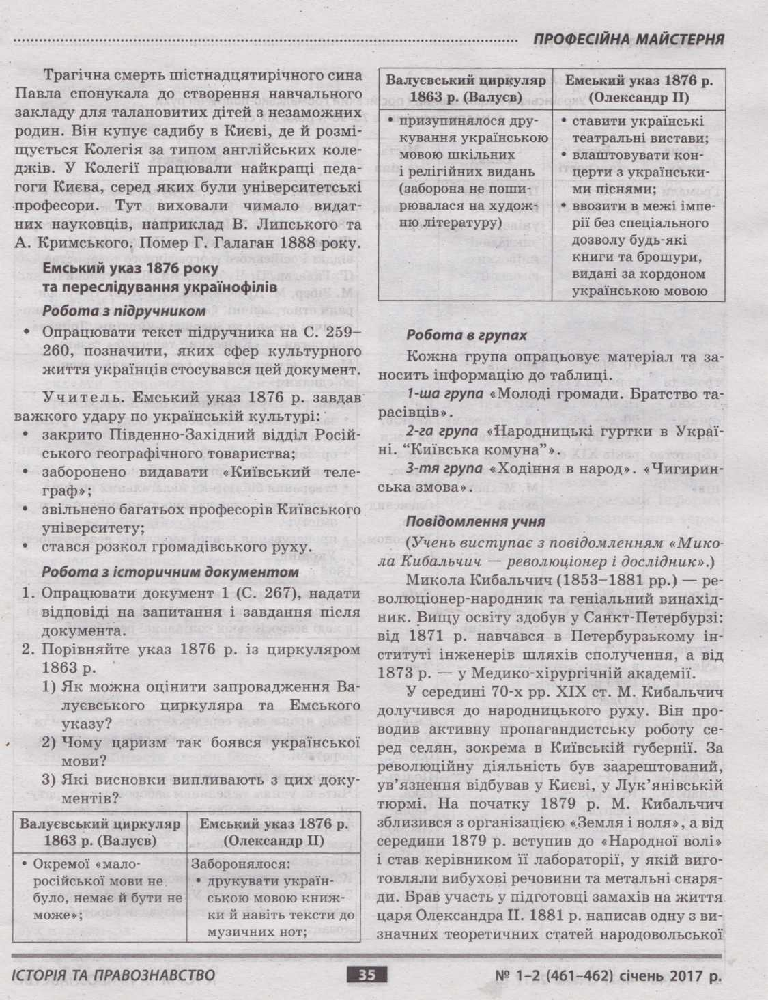 ПРОФЕСІЙНА МАЙСТЕРНЯ
Трагічна смерть шістнадцятирічного сина
Павла спонукала до створення навчального
закладу для талановитих дітей з незаможних
родин. Він купує садибу в Києві, де й розмі-
щується Колегія за типом англійських коле-
джів. У Колегії працювали найкращі педа-
гоги Києва, серед яких були університетські
професори. Тут виховали чимало видат-
них науковців, наприклад В. Липського та
А. Кримського. Помер Г. Галаган 1888 року.
Емський указ 1876 року
та переслідування українофілів
Робота з підручником
◆ Опрацювати текст підручника на С. 259–
260, позначити, яких сфер культурного
життя українців стосувався цей документ.
Учитель. Емський указ 1876 р. завдав
важкого удару по українській культурі:
• закрито Південно-Західний відділ Росій-
ського географічного товариства;
• заборонено видавати «Київський теле-
граф»;
• звільнено багатьох професорів Київського
університету;
• стався розкол громадівського руху.
Робота з історичним документом
1. Опрацювати документ 1 (С. 267), надати
відповіді на запитання і завдання після
документа.
2. Порівняйте указ 1876 р. із циркуляром
1863 р.
1) Як можна оцінити запровадження Ва-
луєвського циркуляра та Емського
указу?
2) Чому царизм так боявся української
мови?
3) Які висновки випливають з цих доку-
ментів?
Валуєвський циркуляр
1863 р. (Валуєв)
Емський указ 1876 р.
(Олександр II)
• Окремої «мало-
російської мови не
було, немає й бути не
може»;
Заборонялося:
• друкувати україн-
ською мовою книж-
ки й навіть тексти до
музичних нот;
Валуєвський циркуляр
1863 р. (Валуєв)
Емський указ 1876 р.
(Олександр II)
• призупинялося дру-
кування українською
мовою шкільних
і релігійних видань
(заборона не поши-
рювалася на худож-
ню літературу)
• ставити українські
театральні вистави;
• влаштовувати кон-
церти з українськи-
ми піснями;
• ввозити в межі імпе-
рії без спеціального
дозволу будь-які
книги та брошури,
видані за кордоном
українською мовою
Робота в групах
Кожна група опрацьовує матеріал та за-
носить інформацію до таблиці.
1-ша група «Молоді громади. Братство та-
расівців».
2-га група «Народницькі гуртки в Украї-
ні. “Київська комуна”».
3-тя група «Ходіння в народ». «Чигирин-
ська змова».
Повідомлення учня
(Учень виступає з повідомленням «Мико-
ла Кибальчич — революціонер і дослідник».)
Микола Кибальчич (1853–1881 рр.) — ре-
волюціонер-народник та геніальний винахід-
ник. Вищу освіту здобув у Санкт-Петербурзі:
від 1871 р. навчався в Петербурзькому ін-
ституті інженерів шляхів сполучення, а від
1873 р. — у Медико-хірургічній академії.
У середині 70-х рр. XIX ст. М. Кибальчич
долучився до народницького руху. Він про-
водив активну пропагандистську роботу се-
ред селян, зокрема в Київській губернії. За
революційну діяльність був заарештований,
ув’язнення відбував у Києві, у Лук’янівській
тюрмі. На початку 1879 р. М. Кибальчич
зблизився з організацією «Земля і воля», а від
середини 1879 р. вступив до «Народної волі»
і став керівником її лабораторії, у якій виго-
товляли вибухові речовини та метальні снаря-
ди. Брав участь у підготовці замахів на життя
царя Олександра II. 1881 р. написав одну з ви-
значних теоретичних статей народовольської
ІСТОРІЯ ТА ПРАВОЗНАВСТВО
35
№ 1–2 (461–462) січень 2017 р.